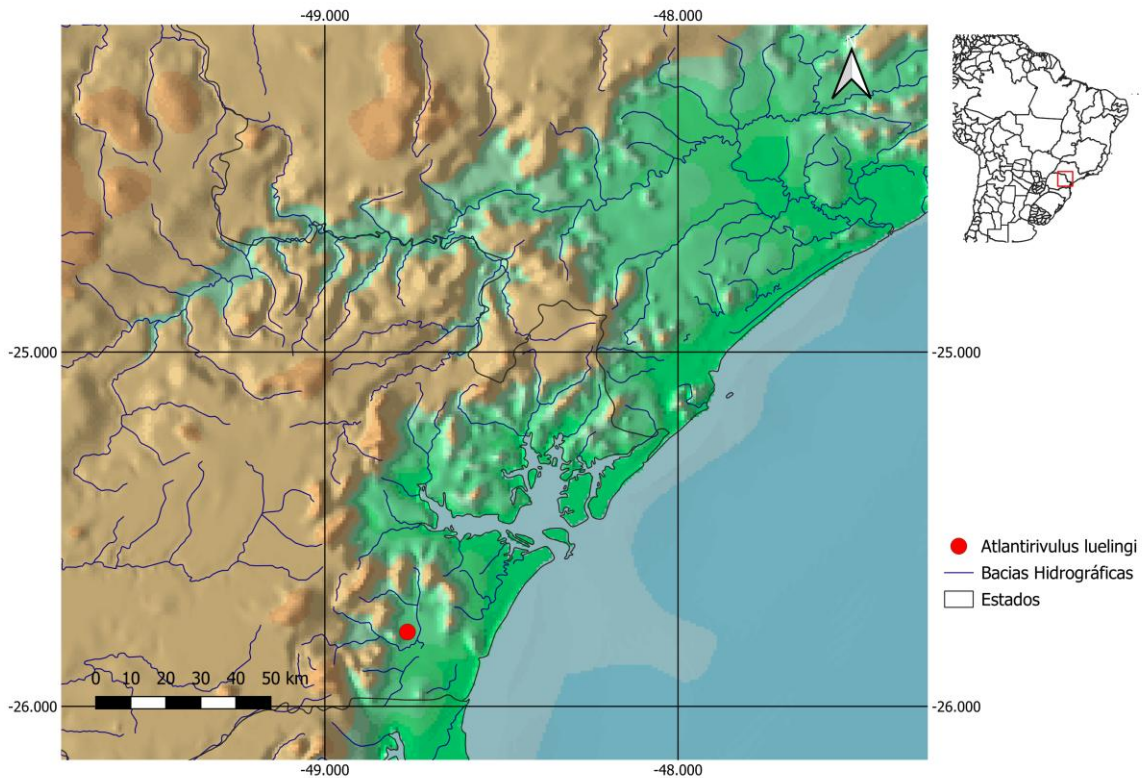 -49.000
-48.000
-25.000
-25.000
0 10 20 30 40 50 km
-26.000
-26.000
-49.000
-48.000
Atlantirivulus luelingi
Bacias Hidrográficas
Estados